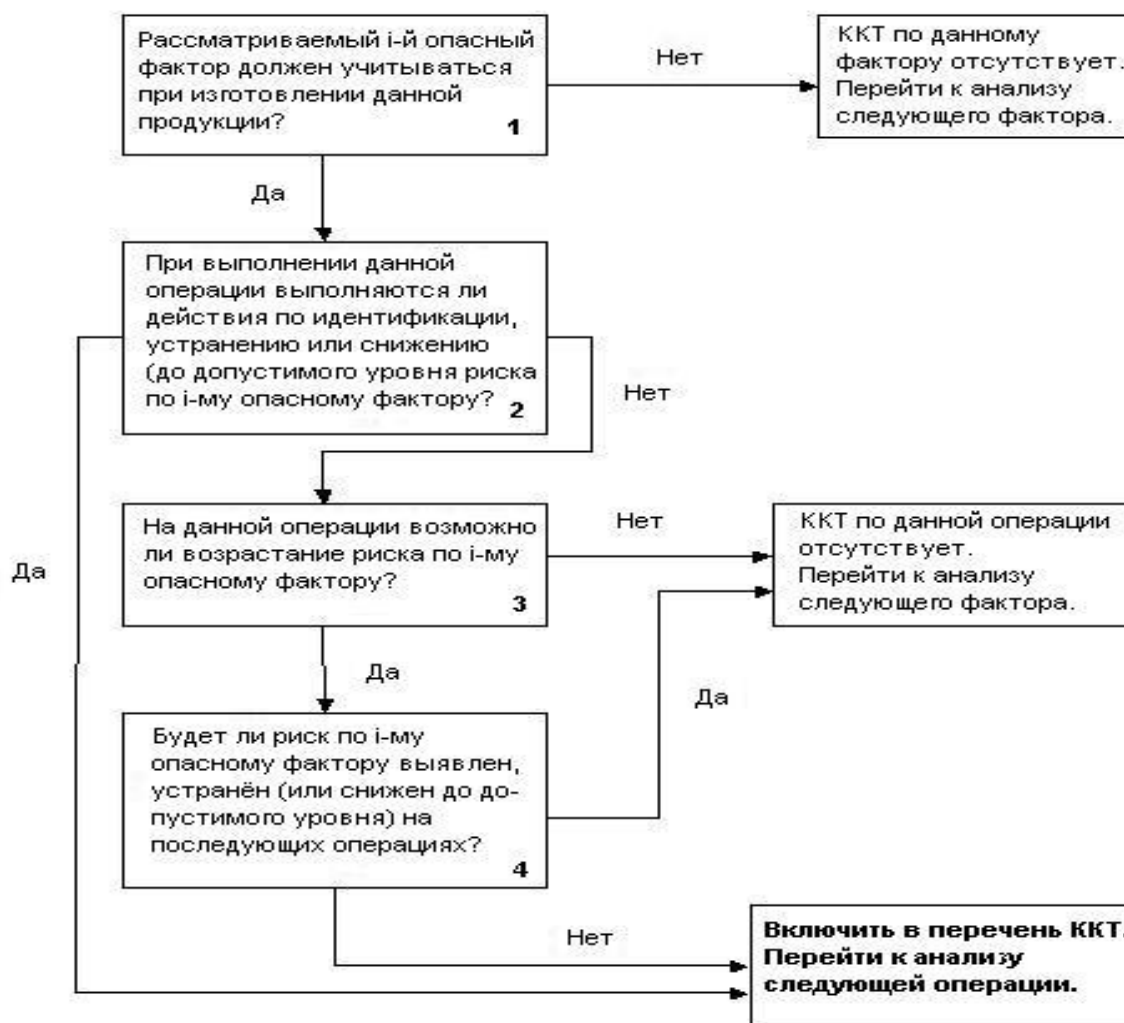 Рассматриваемый i-й опасный
фактор должен учитываться
при изготовлении данной
продукции?
1
Нет
ККТ по данному
фактору отсутствует.
Перейти к анализу
следующего фактора.
Да
При выполнении данной
операции выполняются ли
действия по идентификации,
устранению или снижению
(до допустимого уровня риска
по i-му опасному фактору?
2
Нет
Да
На данной операции возможно
ли возрастание риска по i-му
опасному фактору?
3
Нет
ККТ по данной операции
отсутствует.
Перейти к анализу
следующего фактора.
Да
Да
Будет ли риск по i-му
опасному фактору выявлен,
устранён (или снижен до до-
пустимого уровня) на
последующих операциях?
4
Нет
Включить в перечень ККТ.
Перейти к анализу
следующей операции.